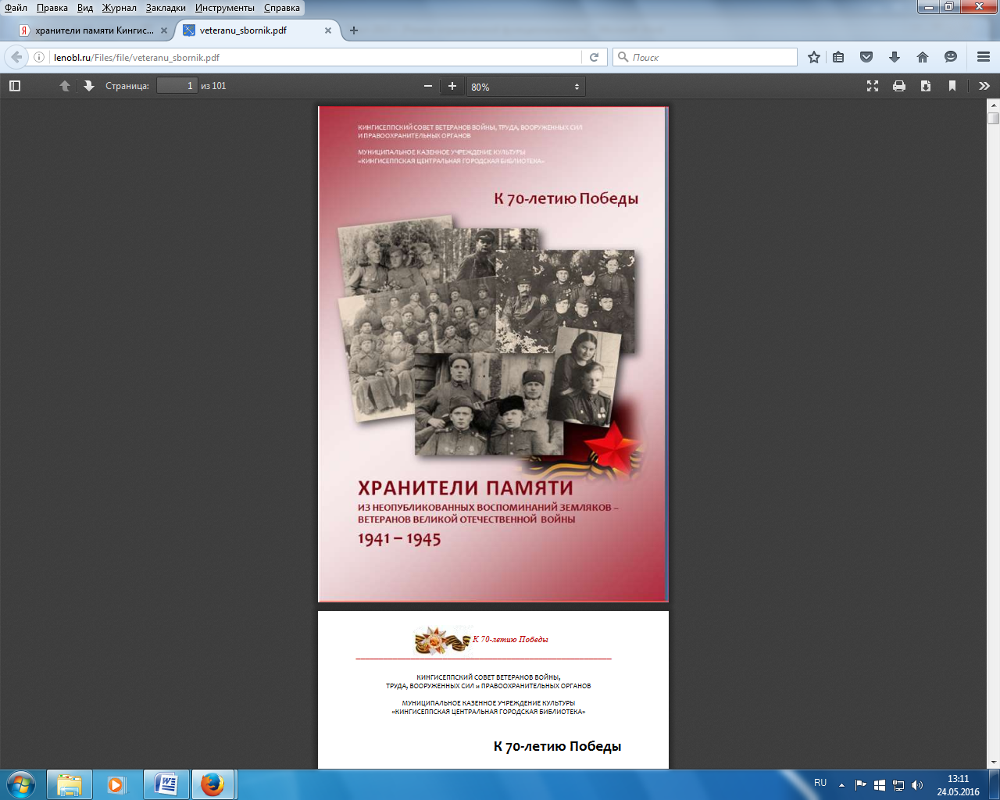 Файл Правка Вид Журнал Закладки Инструменты Справка
хранители памяти Кингис...
veteranu_sbornik.pdf
lenobl.ru/Files/file/veteranu_sbornik.pdf
Поиск
Страница: 1 из 101
80%
КИНГИСЕППСКИЙ СОВЕТ ВЕТЕРАНОВ ВОЙНЫ, ТРУДА, ВООРУЖЕННЫХ СИЛ
И ПРАВООХРАНИТЕЛЬНЫХ ОРГАНОВ
МУНИЦИПАЛЬНОЕ КАЗЕННОЕ УЧРЕЖДЕНИЕ КУЛЬТУРЫ
«КИНГИСЕППСКАЯ ЦЕНТРАЛЬНАЯ ГОРОДСКАЯ БИБЛИОТЕКА»
К 70-летию Победы
ХРАНИТЕЛИ ПАМЯТИ
ИЗ НЕОПУБЛИКОВАННЫХ ВОСПОМИНАНИЙ ЗЕМЛЯКОВ –
ВЕТЕРАНОВ ВЕЛИКОЙ ОТЕЧЕСТВЕННОЙ ВОЙНЫ
1941 – 1945
К 70-летию Победы
КИНГИСЕППСКИЙ СОВЕТ ВЕТЕРАНОВ ВОЙНЫ,
ТРУДА, ВООРУЖЕННЫХ СИЛ и ПРАВООХРАНИТЕЛЬНЫХ ОРГАНОВ
МУНИЦИПАЛЬНОЕ КАЗЕННОЕ УЧРЕЖДЕНИЕ КУЛЬТУРЫ
«КИНГИСЕППСКАЯ ЦЕНТРАЛЬНАЯ ГОРОДСКАЯ БИБЛИОТЕКА»
К 70-летию Победы
RU
13:11
24.05.2016